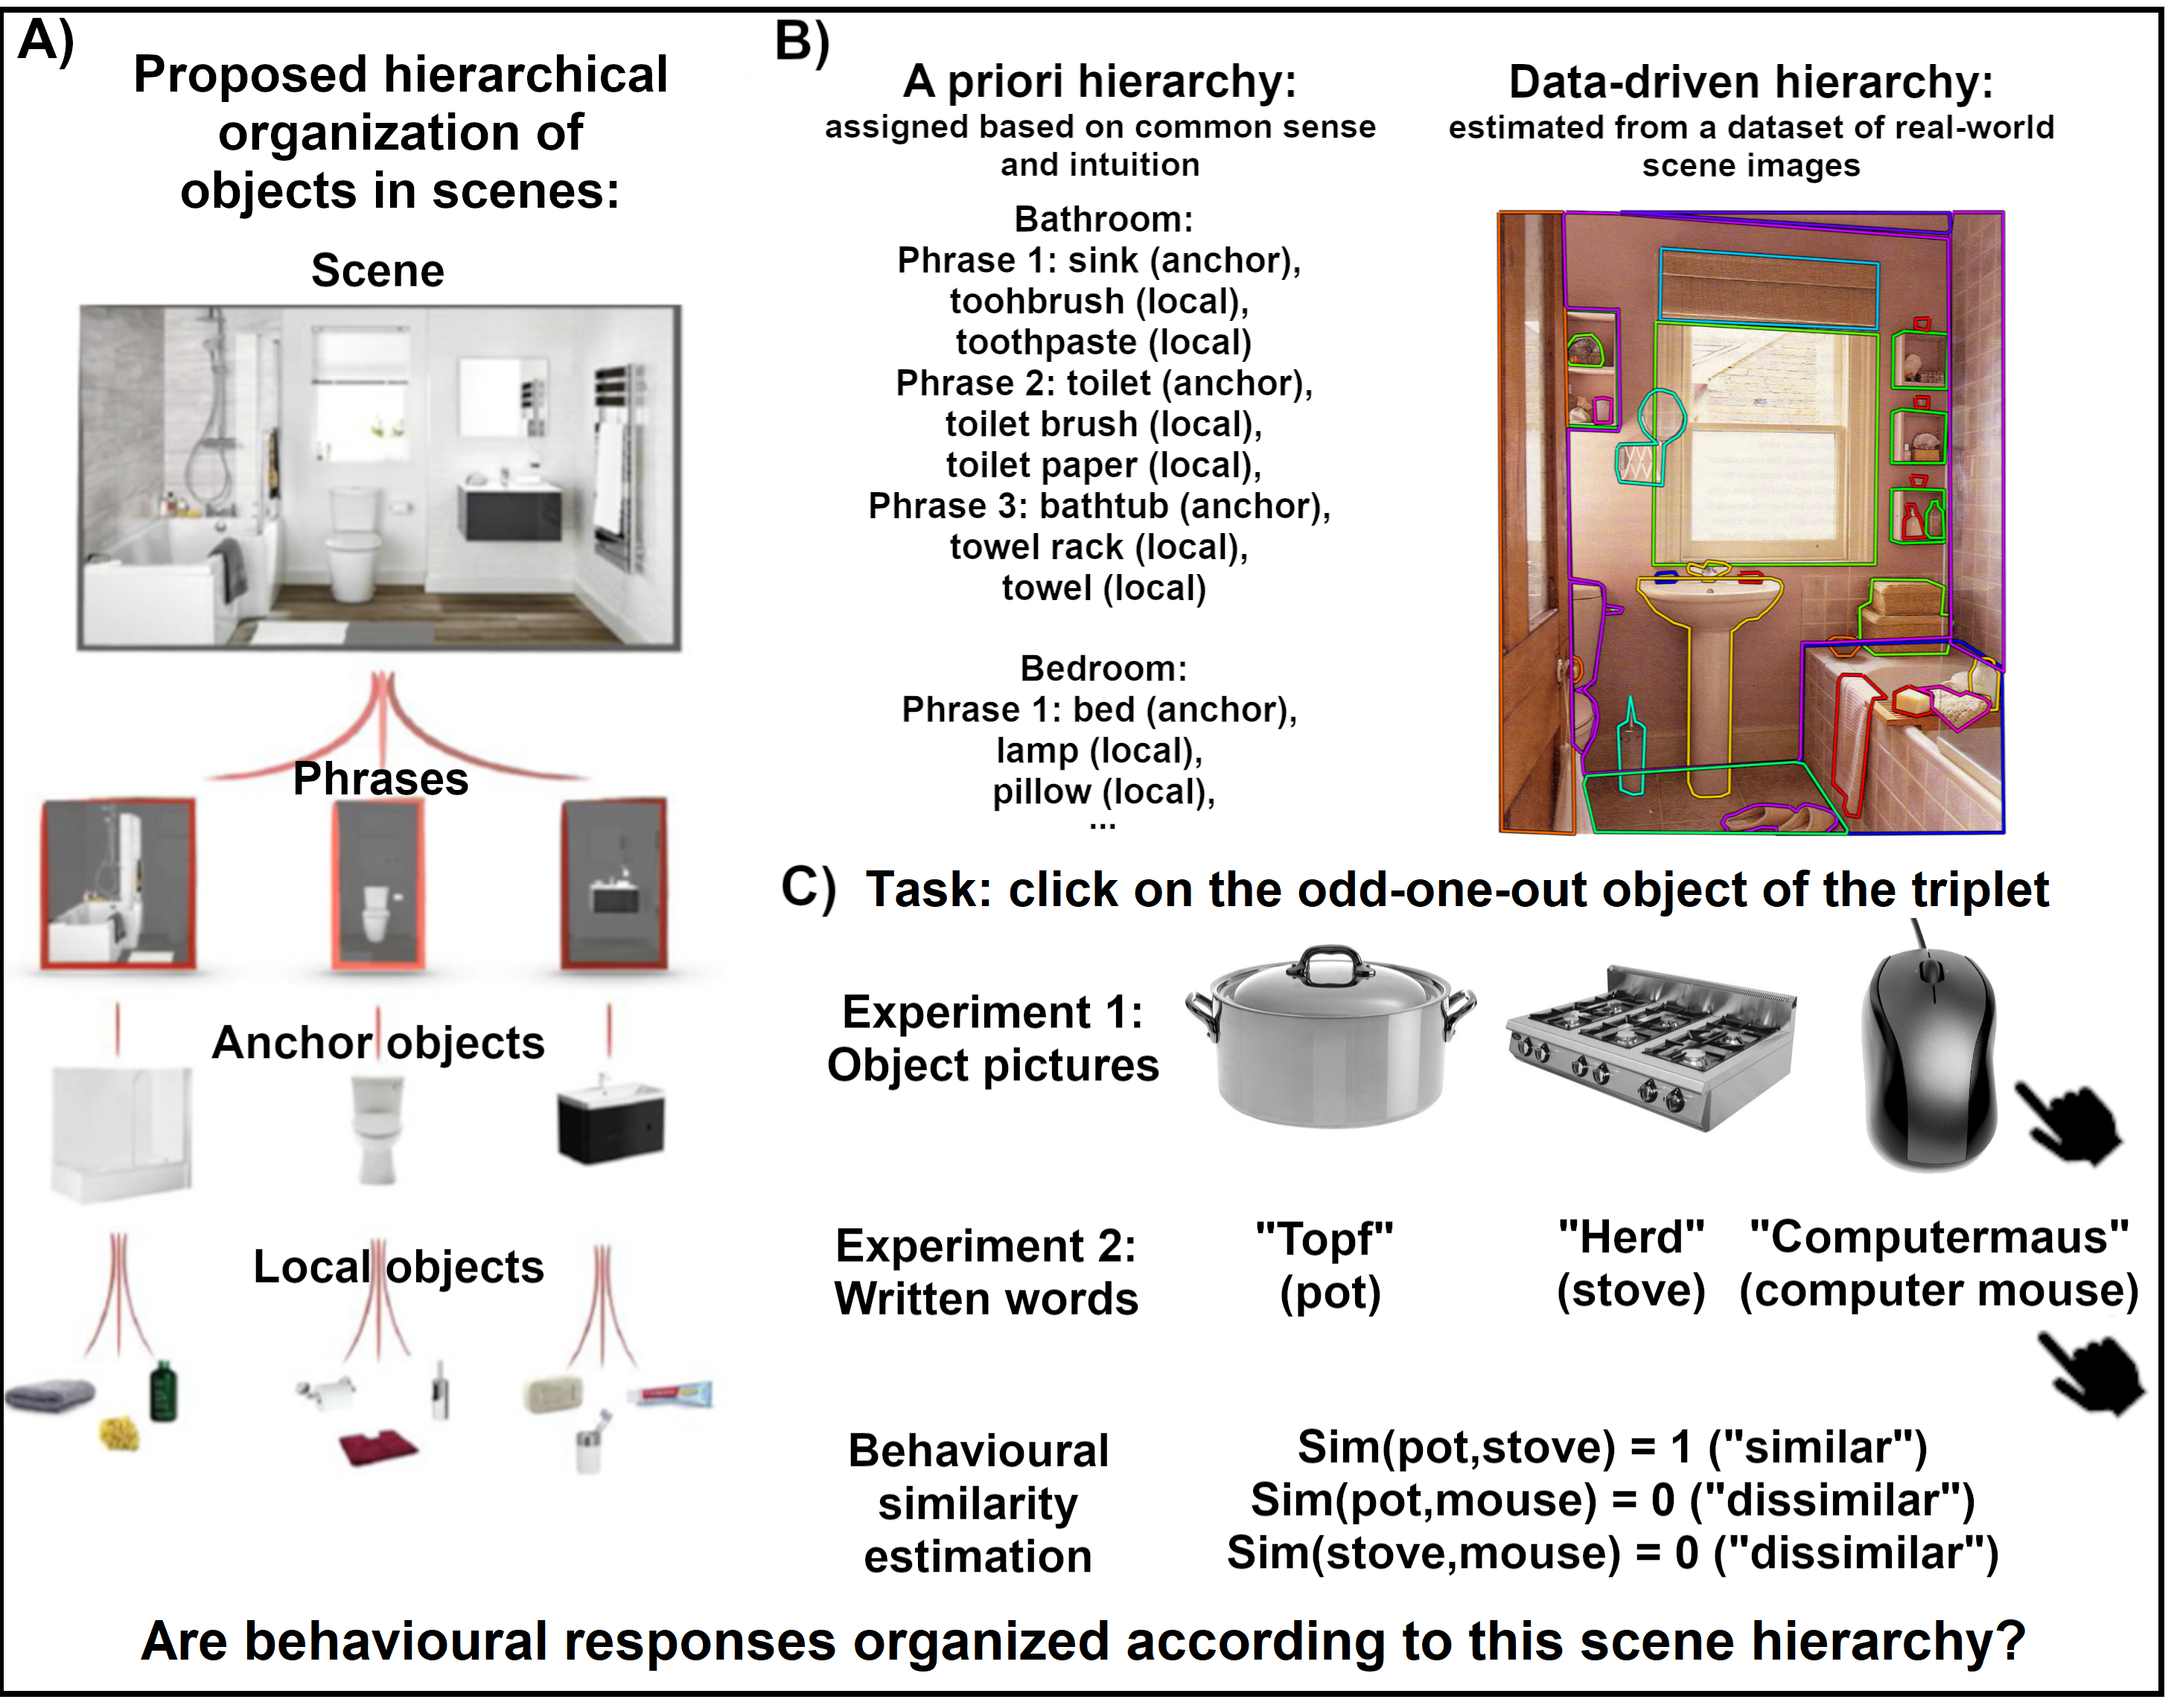 A)
Proposed hierarchical
organization of
objects in scenes:
Scene
Phrases
Anchor objects
Local objects
B)
A priori hierarchy:
assigned based on common sense
and intuition
Bathroom:
Phrase 1: sink (anchor),
toohbrush (local),
toothpaste (local)
Phrase 2: toilet (anchor),
toilet brush (local),
toilet paper (local),
Phrase 3: bathtub (anchor),
towel rack (local),
towel (local)
Bedroom:
Phrase 1: bed (anchor),
lamp (local),
pillow (local),
...
Data-driven hierarchy:
estimated from a dataset of real-world
scene images
C) Task: click on the odd-one-out object of the triplet
Experiment 1:
Object pictures
Experiment 2:
Written words
"Topf"
(pot)
"Herd"
(stove)
"Computermaus"
(computer mouse)
Behavioural
similarity
estimation
Sim(pot,stove) = 1 ("similar")
Sim(pot,mouse) = 0 ("dissimilar")
Sim(stove,mouse) = 0 ("dissimilar")
Are behavioural responses organized according to this scene hierarchy?